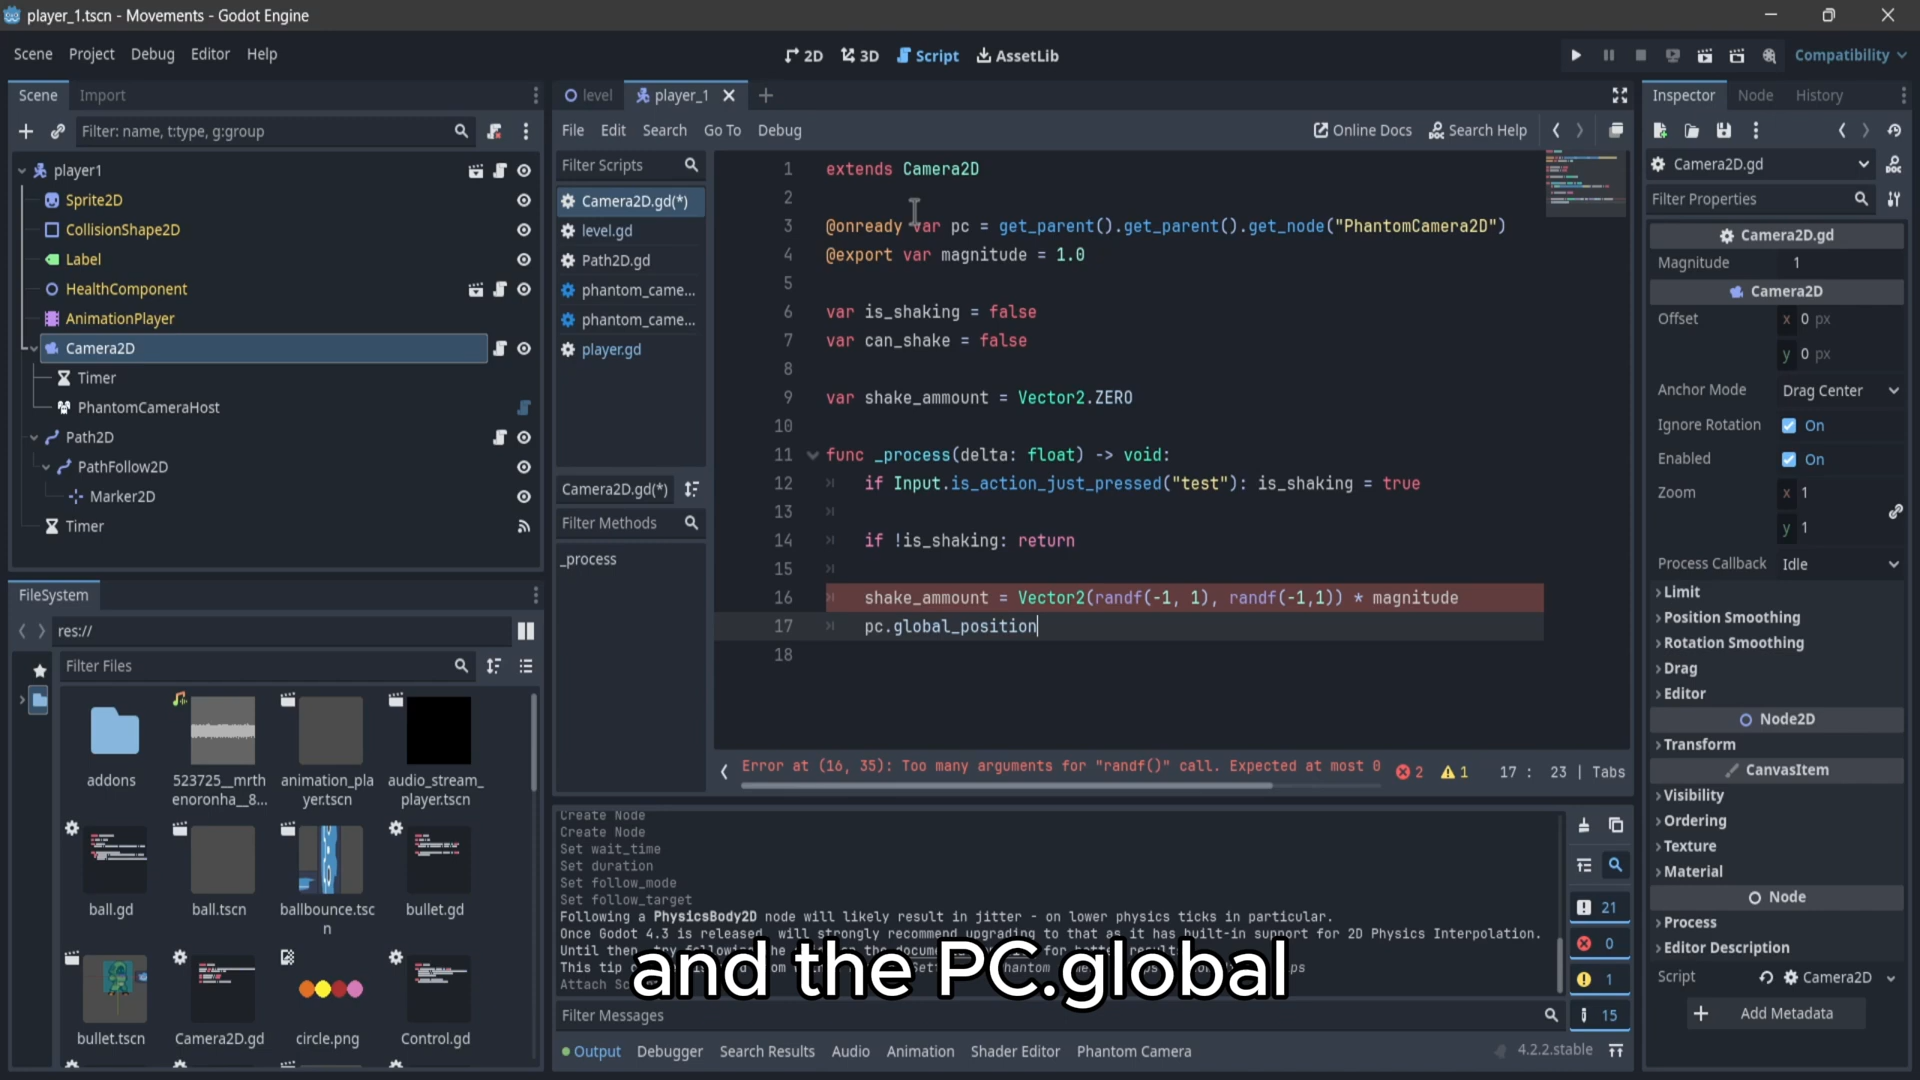 player_1.tscn - Movements - Godot Engine
Scene Project Debug Editor Help
2D 3D Script AssetLib
Compatibility
Scene Import
Filter: name, t:type, g:group
player1
Sprite2D
CollisionShape2D
Label
HealthComponent
AnimationPlayer
Camera2D
Timer
PhantomCameraHost
Path2D
PathFollow2D
Marker2D
Timer
FileSystem
res://
Filter Files
addons
523725__mrth
enoronha__8...
animation_pla
yer.tscn
audio_stream_
player.tscn
ball.gd
ball.tscn
ballbounce.tsc
n
bullet.gd
bullet.tscn
Camera2D.gd
circle.png
Control.gd
level player_1
File Edit Search Go To Debug
Online Docs Search Help
Filter Scripts
Camera2D.gd(*)
level.gd
Path2D.gd
phantom_came...
phantom_came...
player.gd
Camera2D.gd(*)
Filter Methods
_process
1 extends Camera2D
2
3 @onready var pc = get_parent().get_parent().get_node("PhantomCamera2D")
4 @export var magnitude = 1.0
5
6 var is_shaking = false
7 var can_shake = false
8
9 var shake_ammount = Vector2.ZERO
10
11 func _process(delta: float) -> void:
12 if Input.is_action_just_pressed("test"): is_shaking = true
13
14 if !is_shaking: return
15
16 shake_ammount = Vector2(randf(-1, 1), randf(-1,1)) * magnitude
17 pc.global_position
18
Error at (16, 35): Too many arguments for "randf()" call. Expected at most 0
2 1 17 : 23 | Tabs
Create Node
Create Node
Set wait_time
Set duration
Set follow_mode
Set follow_target
Following a PhysicsBody2D node will likely result in jitter - on lower physics ticks in particular.
Once Godot 4.3 is released, will strongly recommend upgrading to that as it has built-in support for 2D Physics Interpolation.
Until then,
This tip
Attach
and the PC.global
Filter Messages
21
0
1
15
Output Debugger Search Results Audio Animation Shader Editor Phantom Camera
4.2.2.stable
Inspector Node History
Camera2D.gd
Filter Properties
Camera2D.gd
Magnitude 1
Camera2D
Offset x 0 px
y 0 px
Anchor Mode Drag Center
Ignore Rotation On
Enabled On
Zoom x 1
y 1
Process Callback Idle
Limit
Position Smoothing
Rotation Smoothing
Drag
Editor
Node2D
Transform
CanvasItem
Visibility
Ordering
Texture
Material
Node
Process
Editor Description
Script Camera2D
Add Metadata